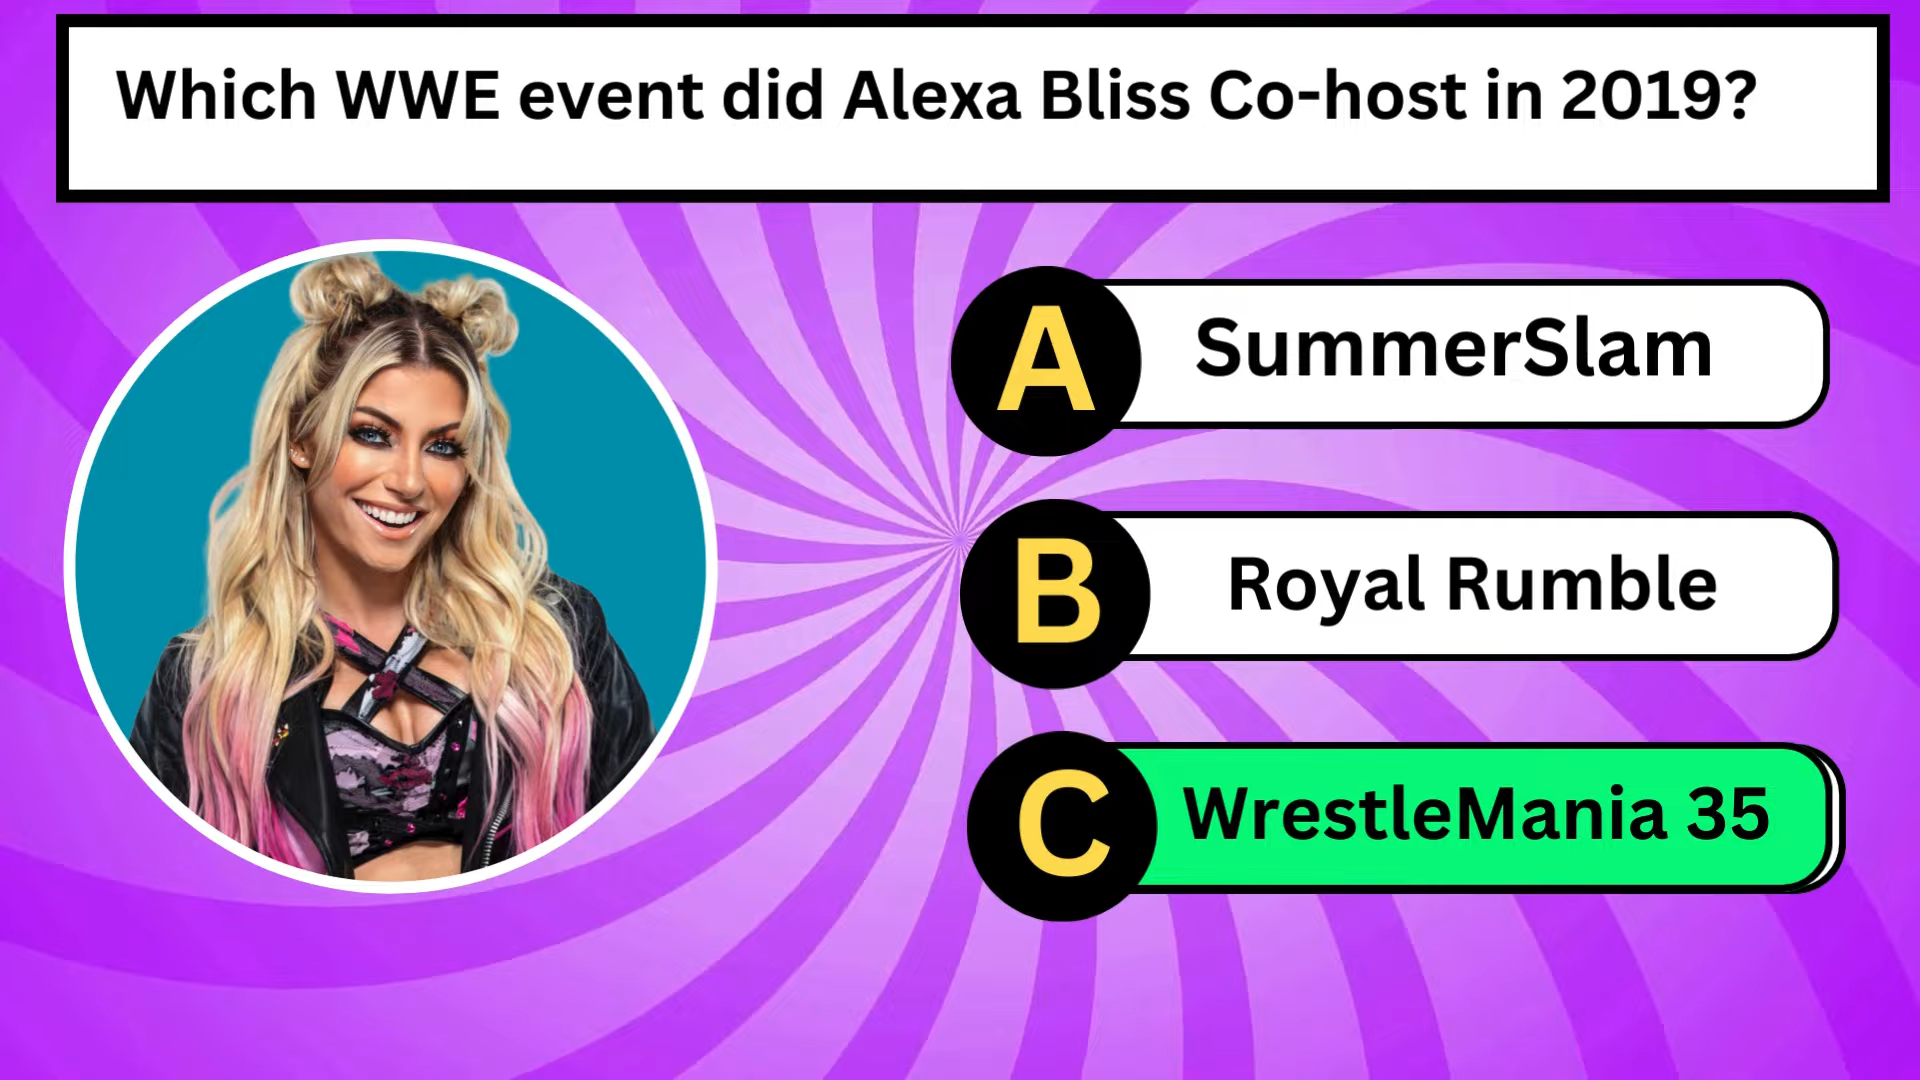 Which WWE event did Alexa Bliss Co-host in 2019?
A SummerSlam
B Royal Rumble
C WrestleMania 35